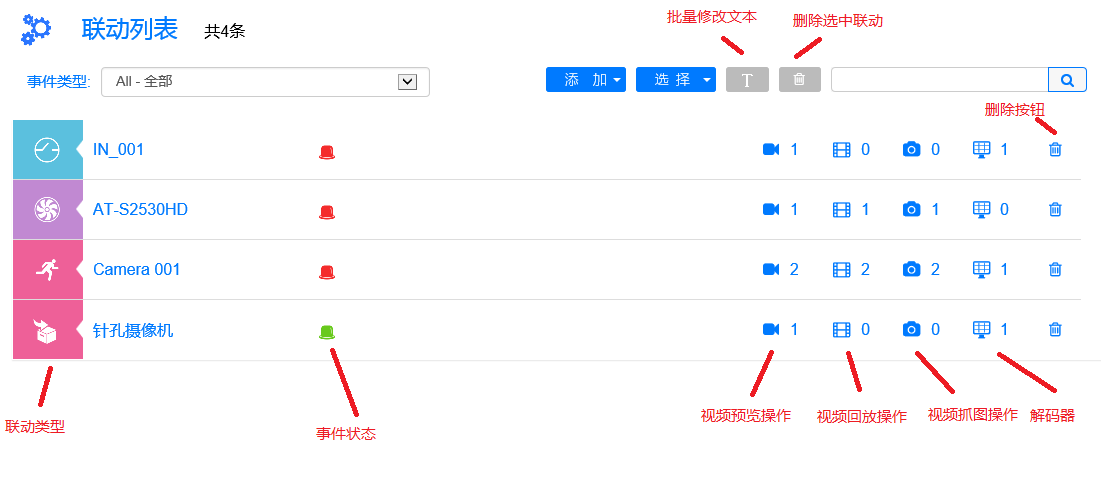 批量修改文本
删除选中联动
联动列表 共4条
事件类型: All - 全部 添 加 选 择 T
删除按钮
IN_001 1 0 0 1
AT-S2530HD 1 1 1 0
Camera 001 2 2 2 1
针孔摄像机 1 0 0 1
联动类型 事件状态 视频预览操作 视频回放操作 视频抓图操作 解码器